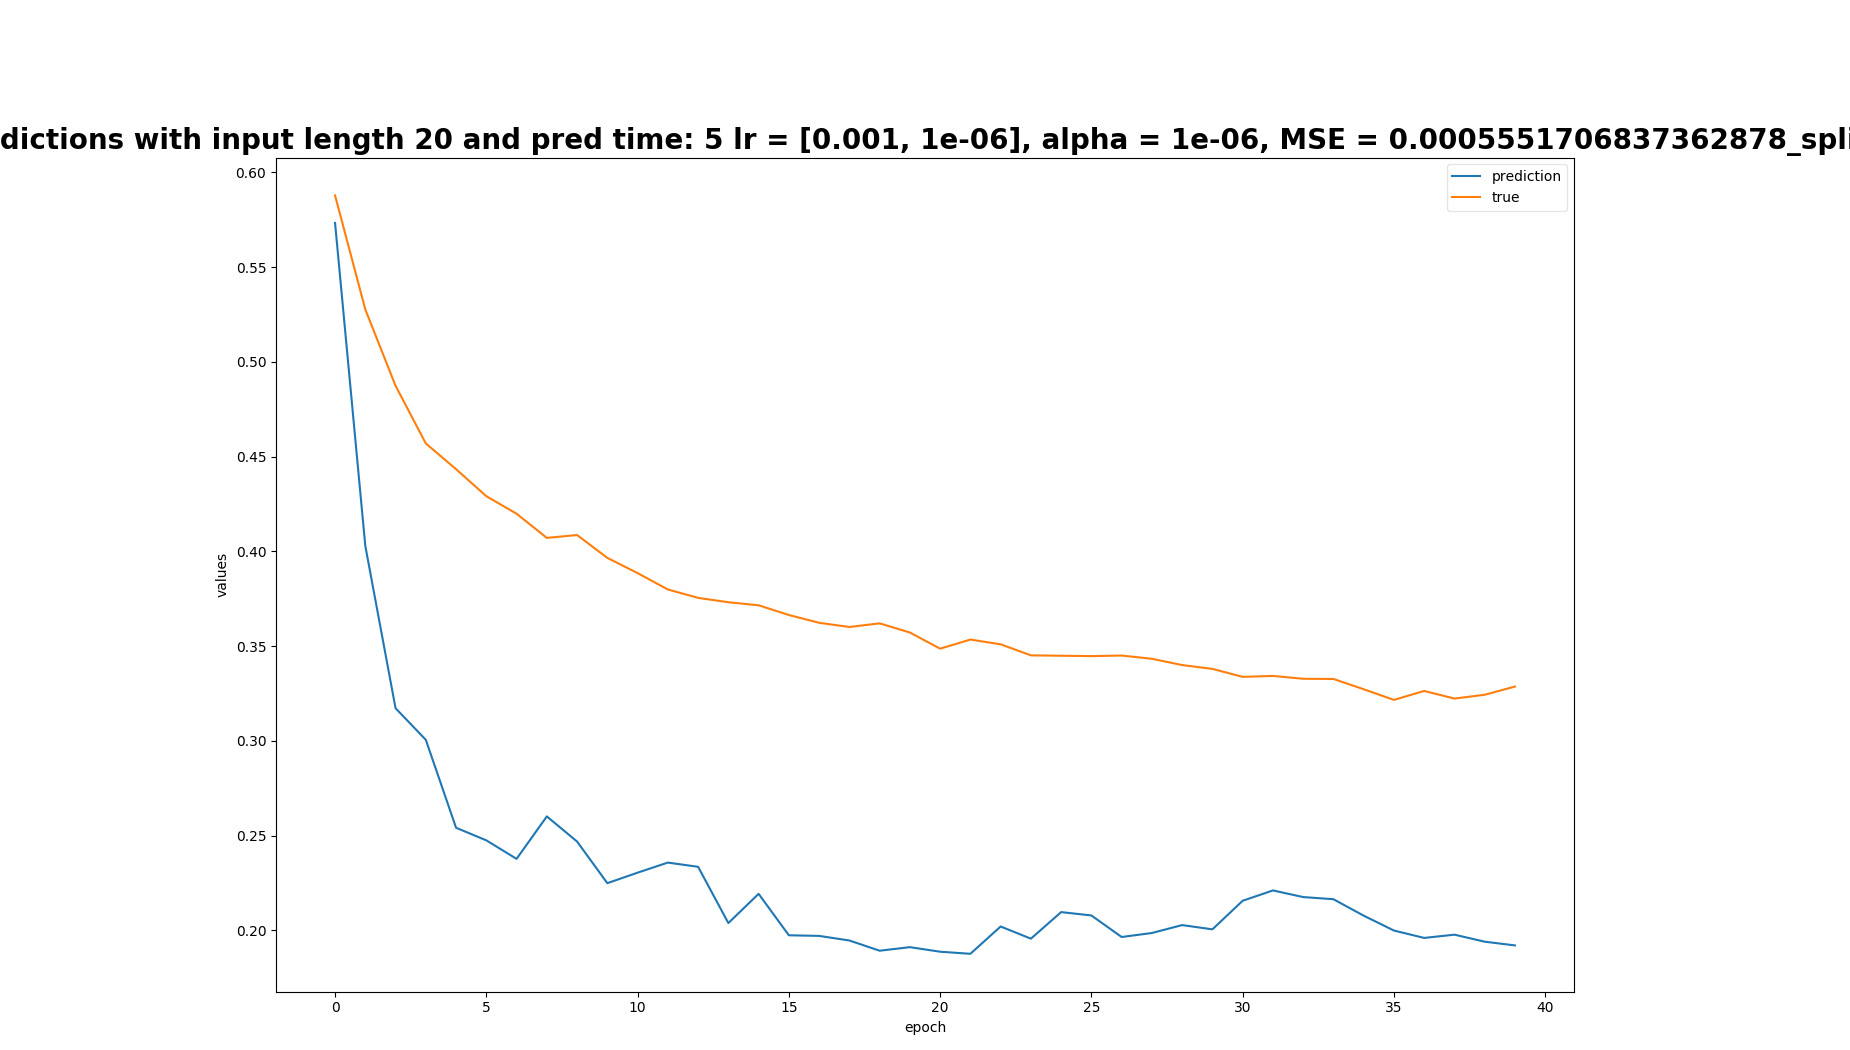 dictions with input length 20 and pred time: 5 lr = [0.001, 1e-06], alpha = 1e-06, MSE = 0.0005551706837362878_spli
prediction
true
0.60
0.55
0.50
0.45
0.40
0.35
0.30
0.25
0.20
values
0 5 10 15 20 25 30 35 40
epoch